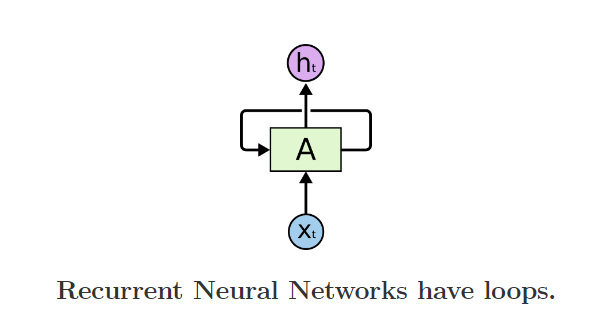 ht
A
xt
Recurrent Neural Networks have loops.